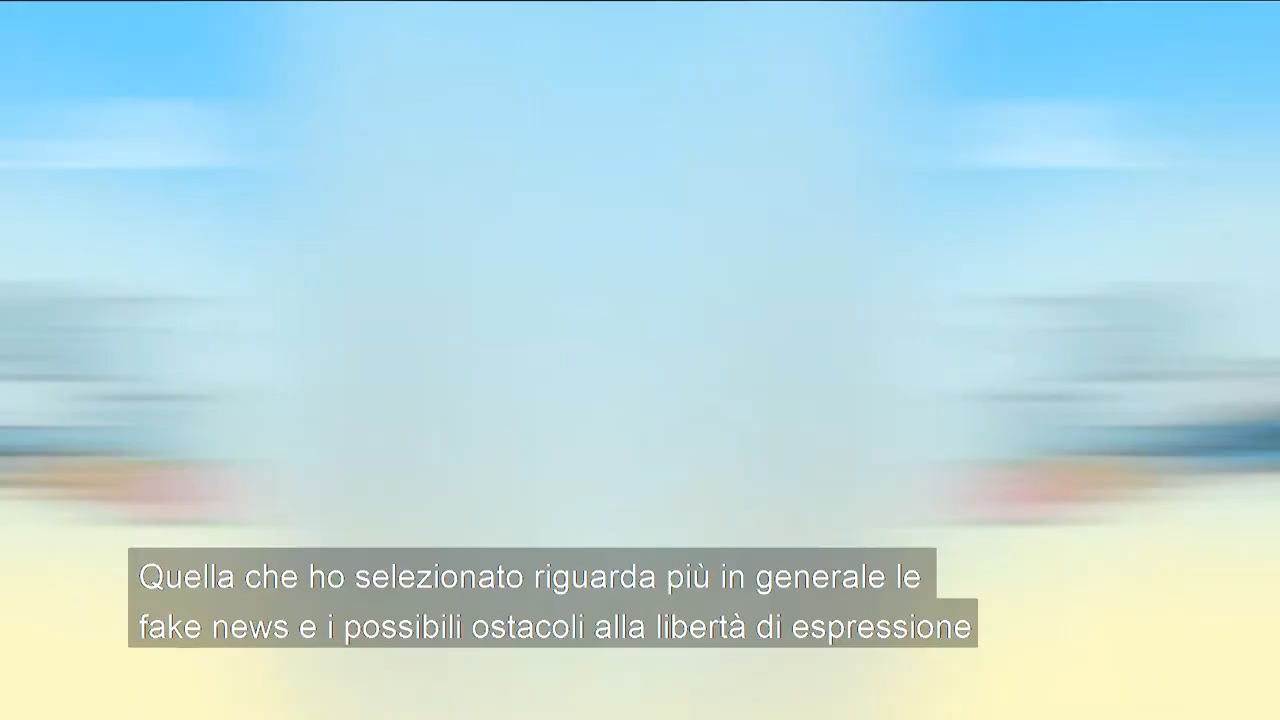 Quella che ho selezionato riguarda più in generale le
fake news e i possibili ostacoli alla libertà di espressione